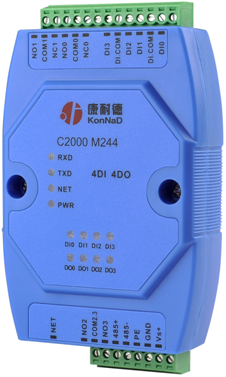 NO1
COM1
NC1
NO0
COM0
NC0
DI3
DI.COM
DI2
DI1
DI.COM
DI0
康耐德
KonNaD
C2000 M244
RXD
TXD 4DI 4DO
NET
PWR
DI0 DI1 DI2 DI3
DO0 DO1 DO2 DO3
NET
NO2
COM2.3
NO3
485+
485-
PE
GND
Vs+